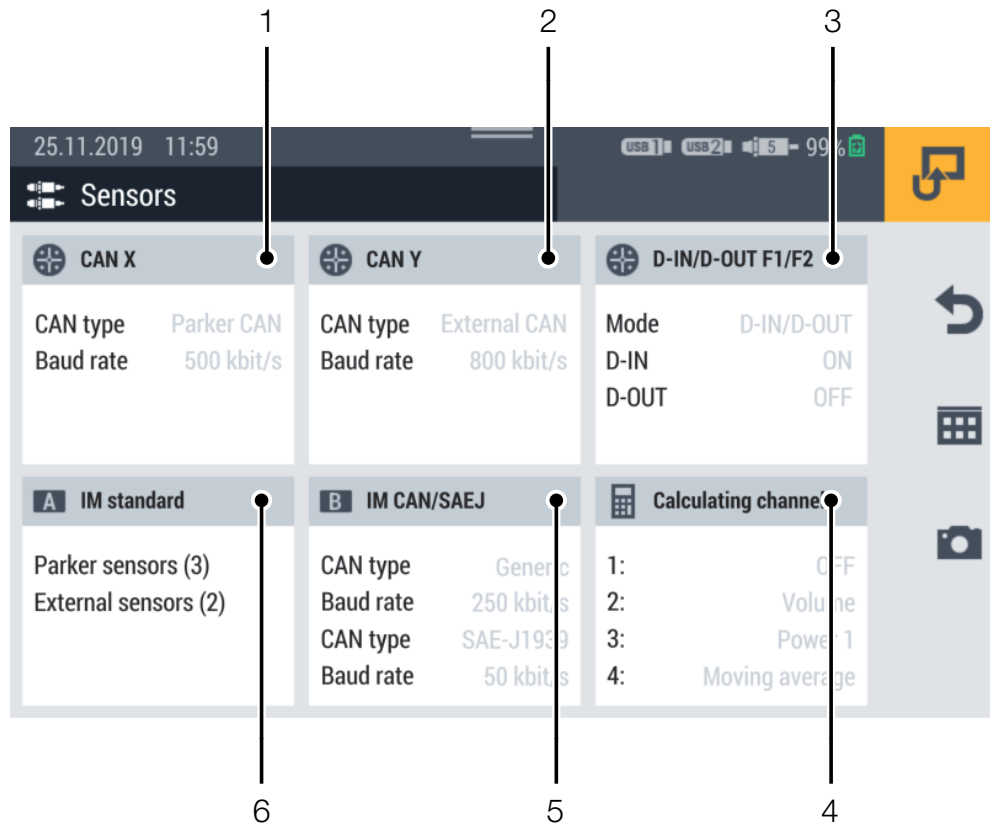 1 2 3
25.11.2019 11:59 USB 1 USB 2 5 99%
Sensors
CAN X
CAN type Parker CAN
Baud rate 500 kbit/s
CAN Y
CAN type External CAN
Baud rate 800 kbit/s
D-IN/D-OUT F1/F2
Mode D-IN/D-OUT
D-IN ON
D-OUT OFF
A IM standard
Parker sensors (3)
External sensors (2)
B IM CAN/SAEJ
CAN type Generic
Baud rate 250 kbit/s
CAN type SAE-J1939
Baud rate 50 kbit/s
Calculating channel
1: OFF
2: Volume
3: Power 1
4: Moving average
6 5 4